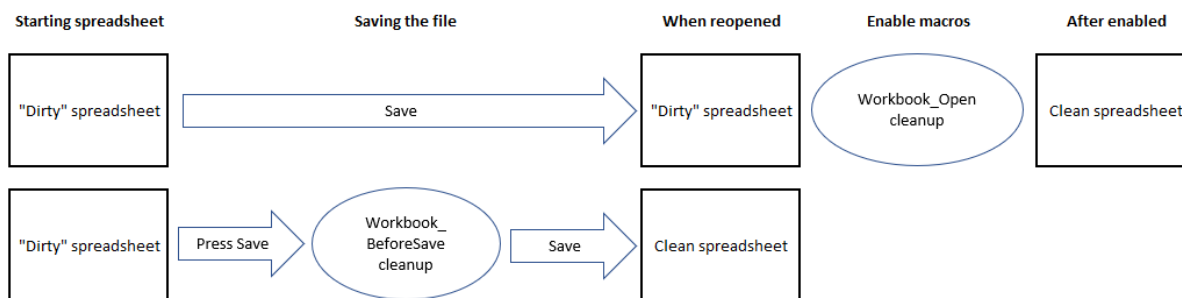 Starting spreadsheet
Saving the file
When reopened
Enable macros
After enabled
"Dirty" spreadsheet
Save
"Dirty" spreadsheet
Workbook_Open
cleanup
Clean spreadsheet
"Dirty" spreadsheet
Press Save
Workbook_
BeforeSave
cleanup
Save
Clean spreadsheet